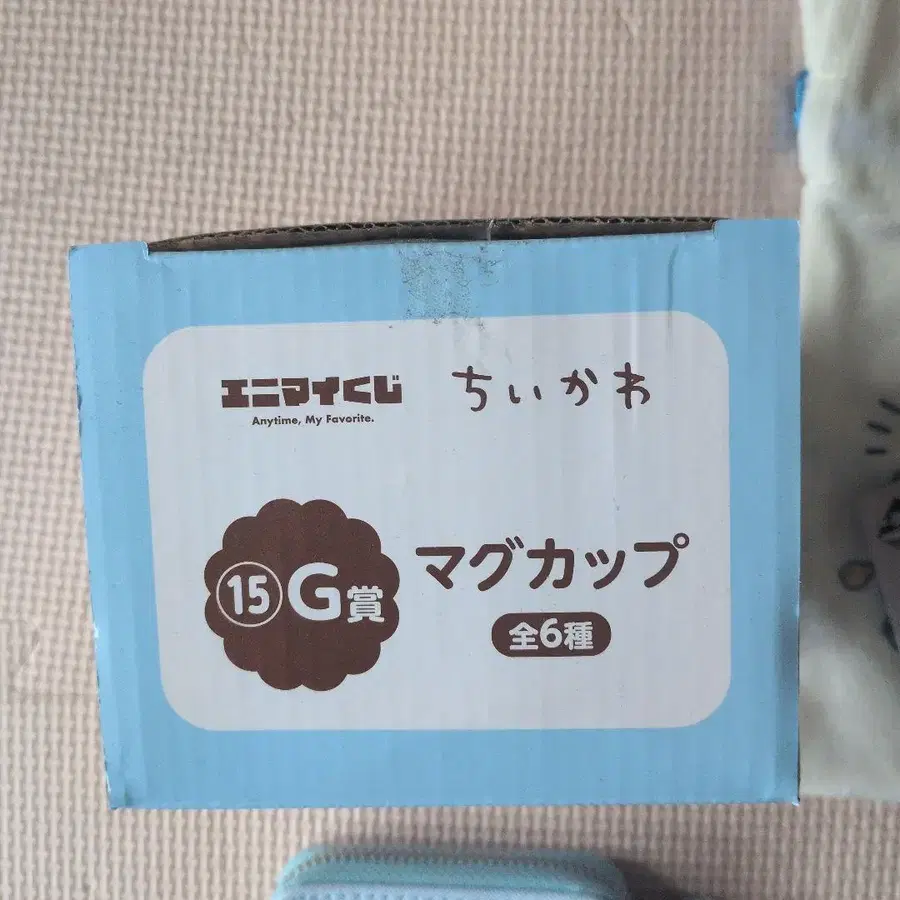 エニマイくじ ちいかわ
Anytime, My Favorite.
⑮ G賞 マグカップ
全6種